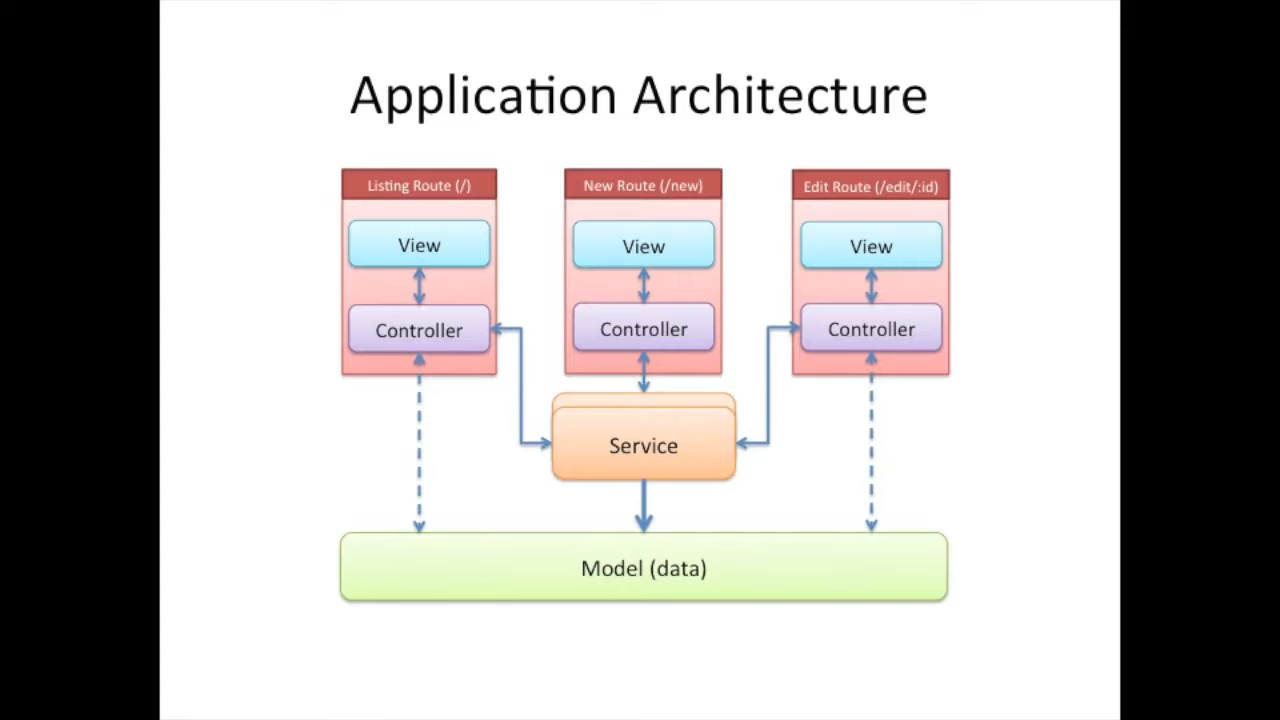 Application Architecture
Listing Route (/)
New Route (/new)
Edit Route (/edit/:id)
View
View
View
Controller
Controller
Controller
Service
Model (data)